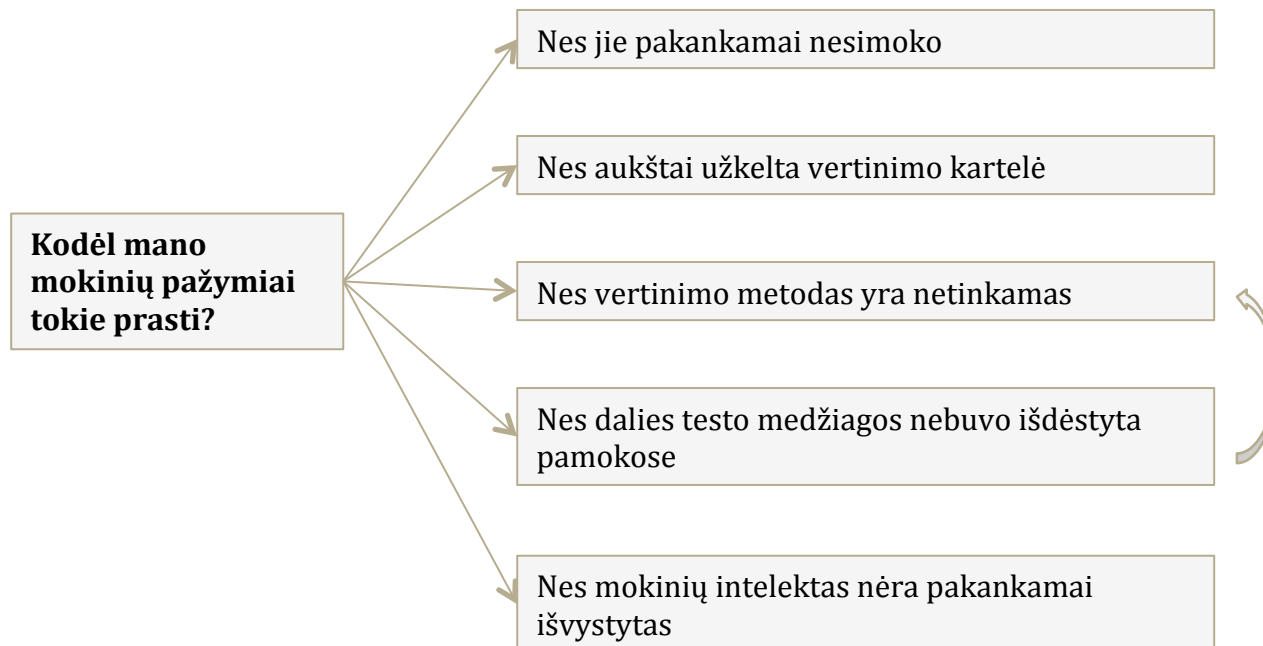 Kodėl mano
mokinių pažymiai
tokie prasti?
Nes jie pakankamai nesimoko
Nes aukštai užkelta vertinimo kartelė
Nes vertinimo metodas yra netinkamas
Nes dalies testo medžiagos nebuvo išdėstyta
pamokose
Nes mokinių intelektas nėra pakankamai
išvystytas